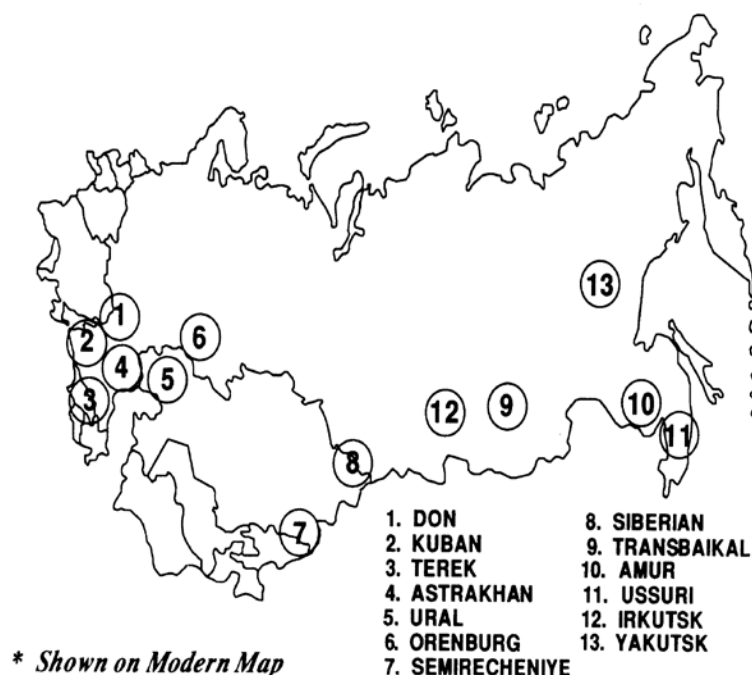 13
1
2
6
4
5
3
12
9
10
11
8
7
1. DON
2. KUBAN
3. TEREK
4. ASTRAKHAN
5. URAL
6. ORENBURG
7. SEMIRECHENIYE
8. SIBERIAN
9. TRANSBAIKAL
10. AMUR
11. USSURI
12. IRKUTSK
13. YAKUTSK
* Shown on Modern Map